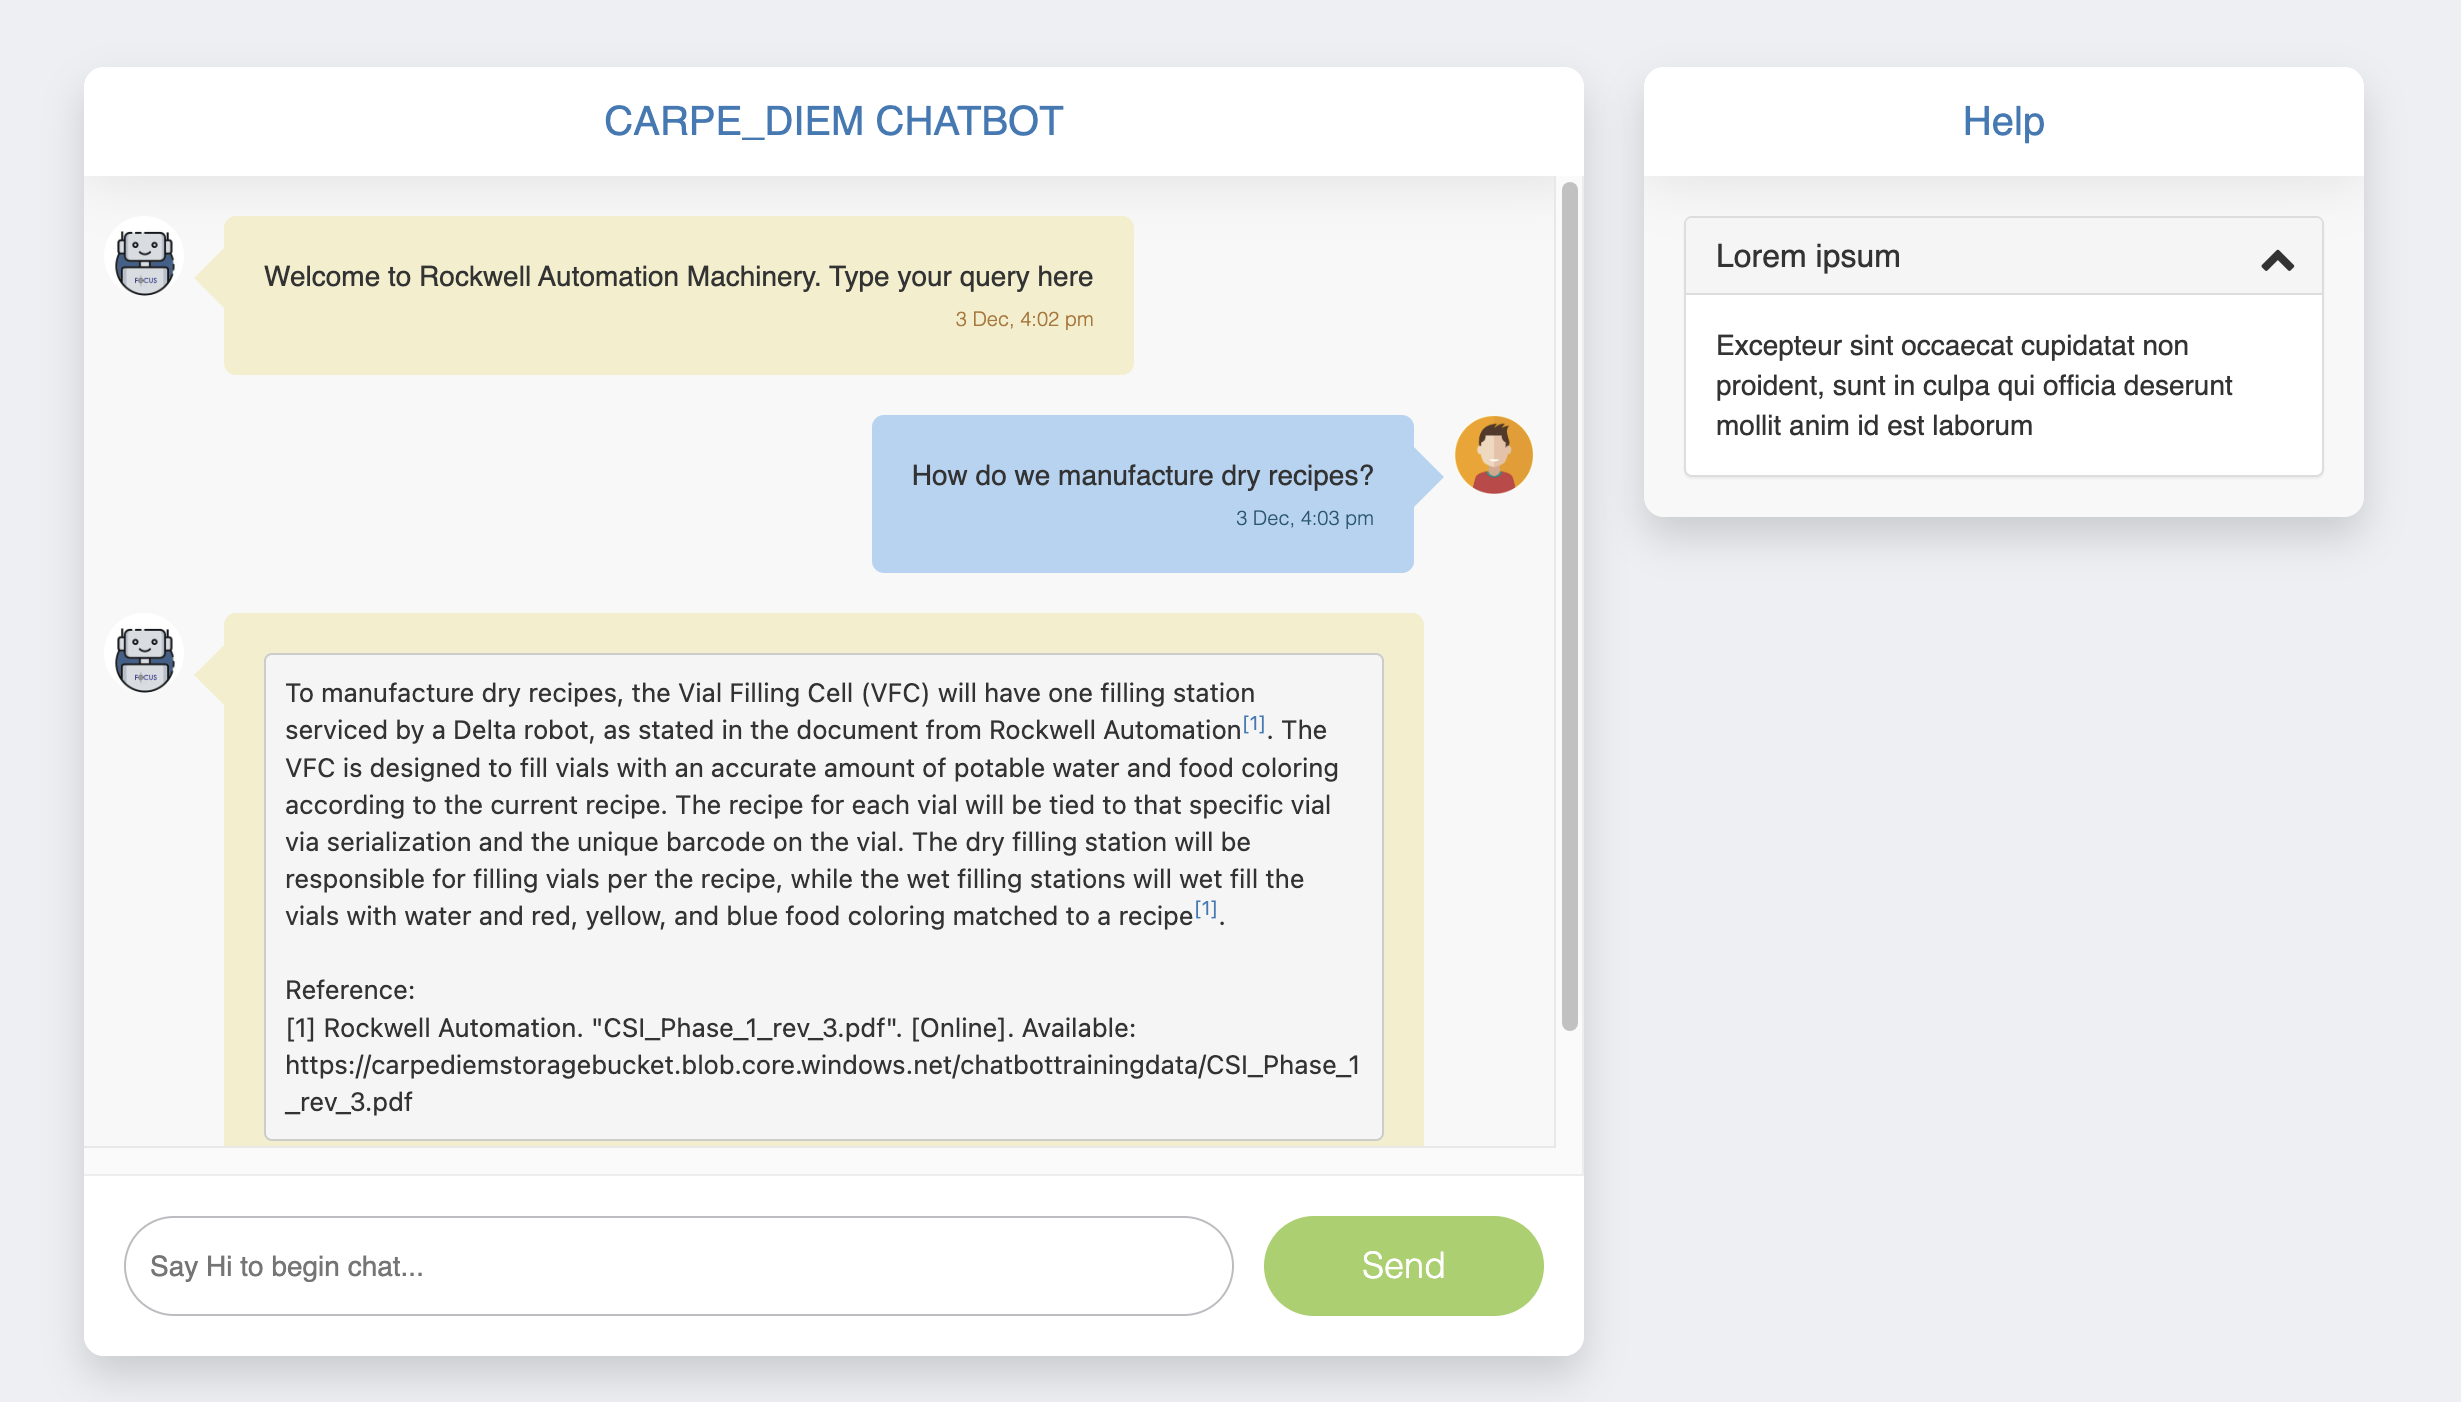 CARPE_DIEM CHATBOT
FOCUS
Welcome to Rockwell Automation Machinery. Type your query here
3 Dec, 4:02 pm
How do we manufacture dry recipes?
3 Dec, 4:03 pm
FOCUS
To manufacture dry recipes, the Vial Filling Cell (VFC) will have one filling station
serviced by a Delta robot, as stated in the document from Rockwell Automation[1]. The
VFC is designed to fill vials with an accurate amount of potable water and food coloring
according to the current recipe. The recipe for each vial will be tied to that specific vial
via serialization and the unique barcode on the vial. The dry filling station will be
responsible for filling vials per the recipe, while the wet filling stations will wet fill the
vials with water and red, yellow, and blue food coloring matched to a recipe[1].
Reference:
[1] Rockwell Automation. "CSI_Phase_1_rev_3.pdf". [Online]. Available:
https://carpediemstoragebucket.blob.core.windows.net/chatbottrainingdata/CSI_Phase_1
_rev_3.pdf
Say Hi to begin chat...
Send
Help
Lorem ipsum
Excepteur sint occaecat cupidatat non
proident, sunt in culpa qui officia deserunt
mollit anim id est laborum